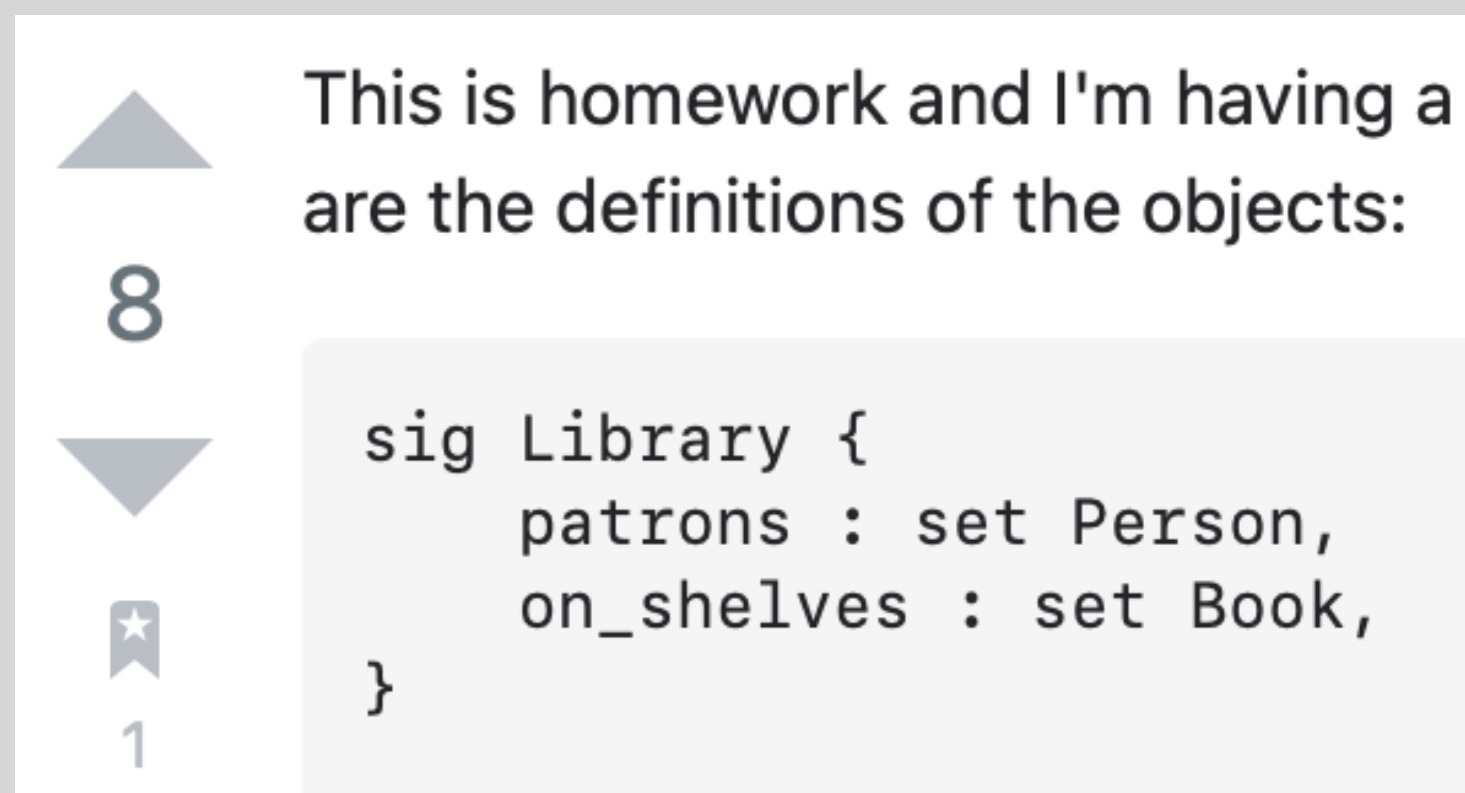 This is homework and I'm having a
are the definitions of the objects:
8
sig Library {
    patrons : set Person,
    on_shelves : set Book,
}
1